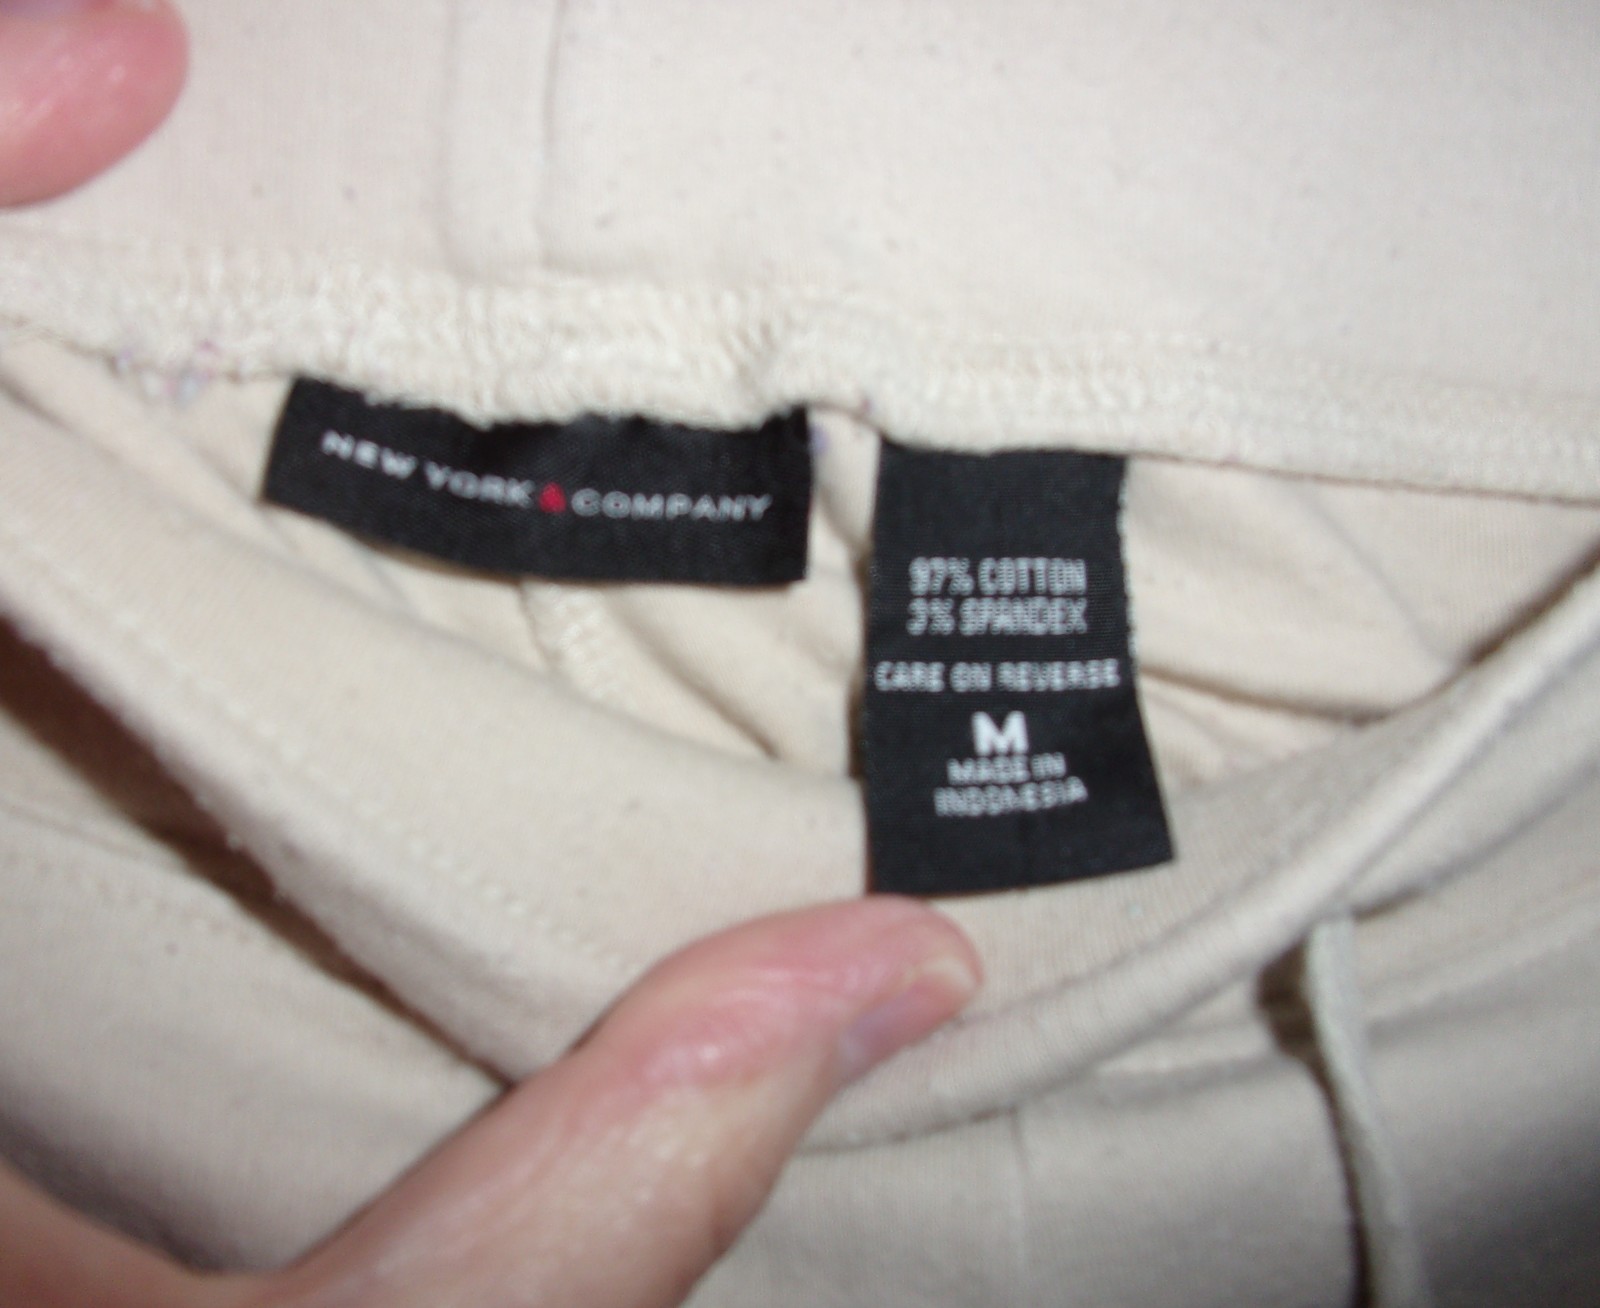 NEW YORK & COMPANY
97% COTTON
3% SPANDEX
CARE ON REVERSE
M
MADE IN
INDONESIA